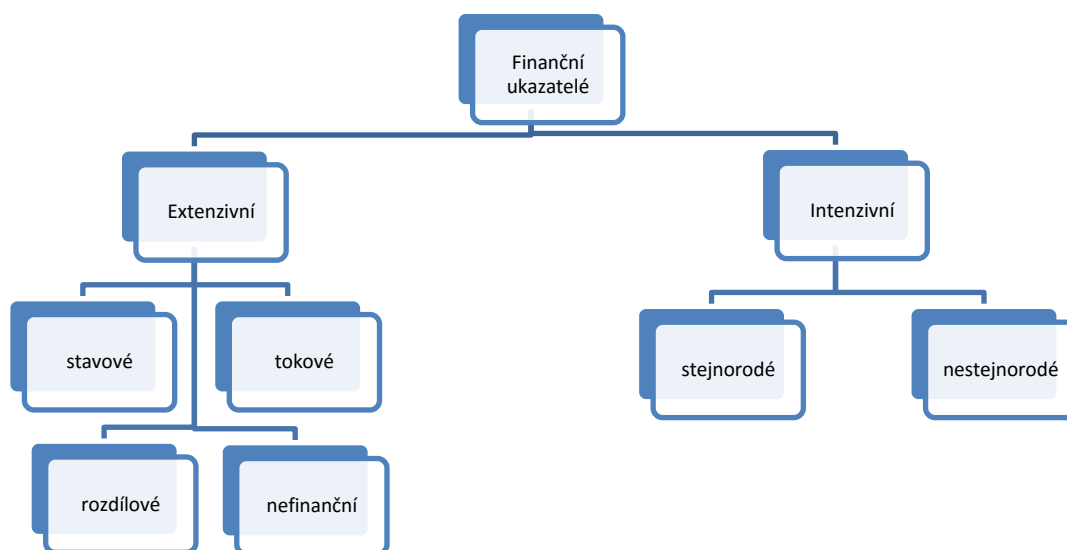 Finanční
ukazatelé
Extenzivní
Intenzivní
stavové
tokové
stejnorodé
nestejnorodé
rozdílové
nefinanční